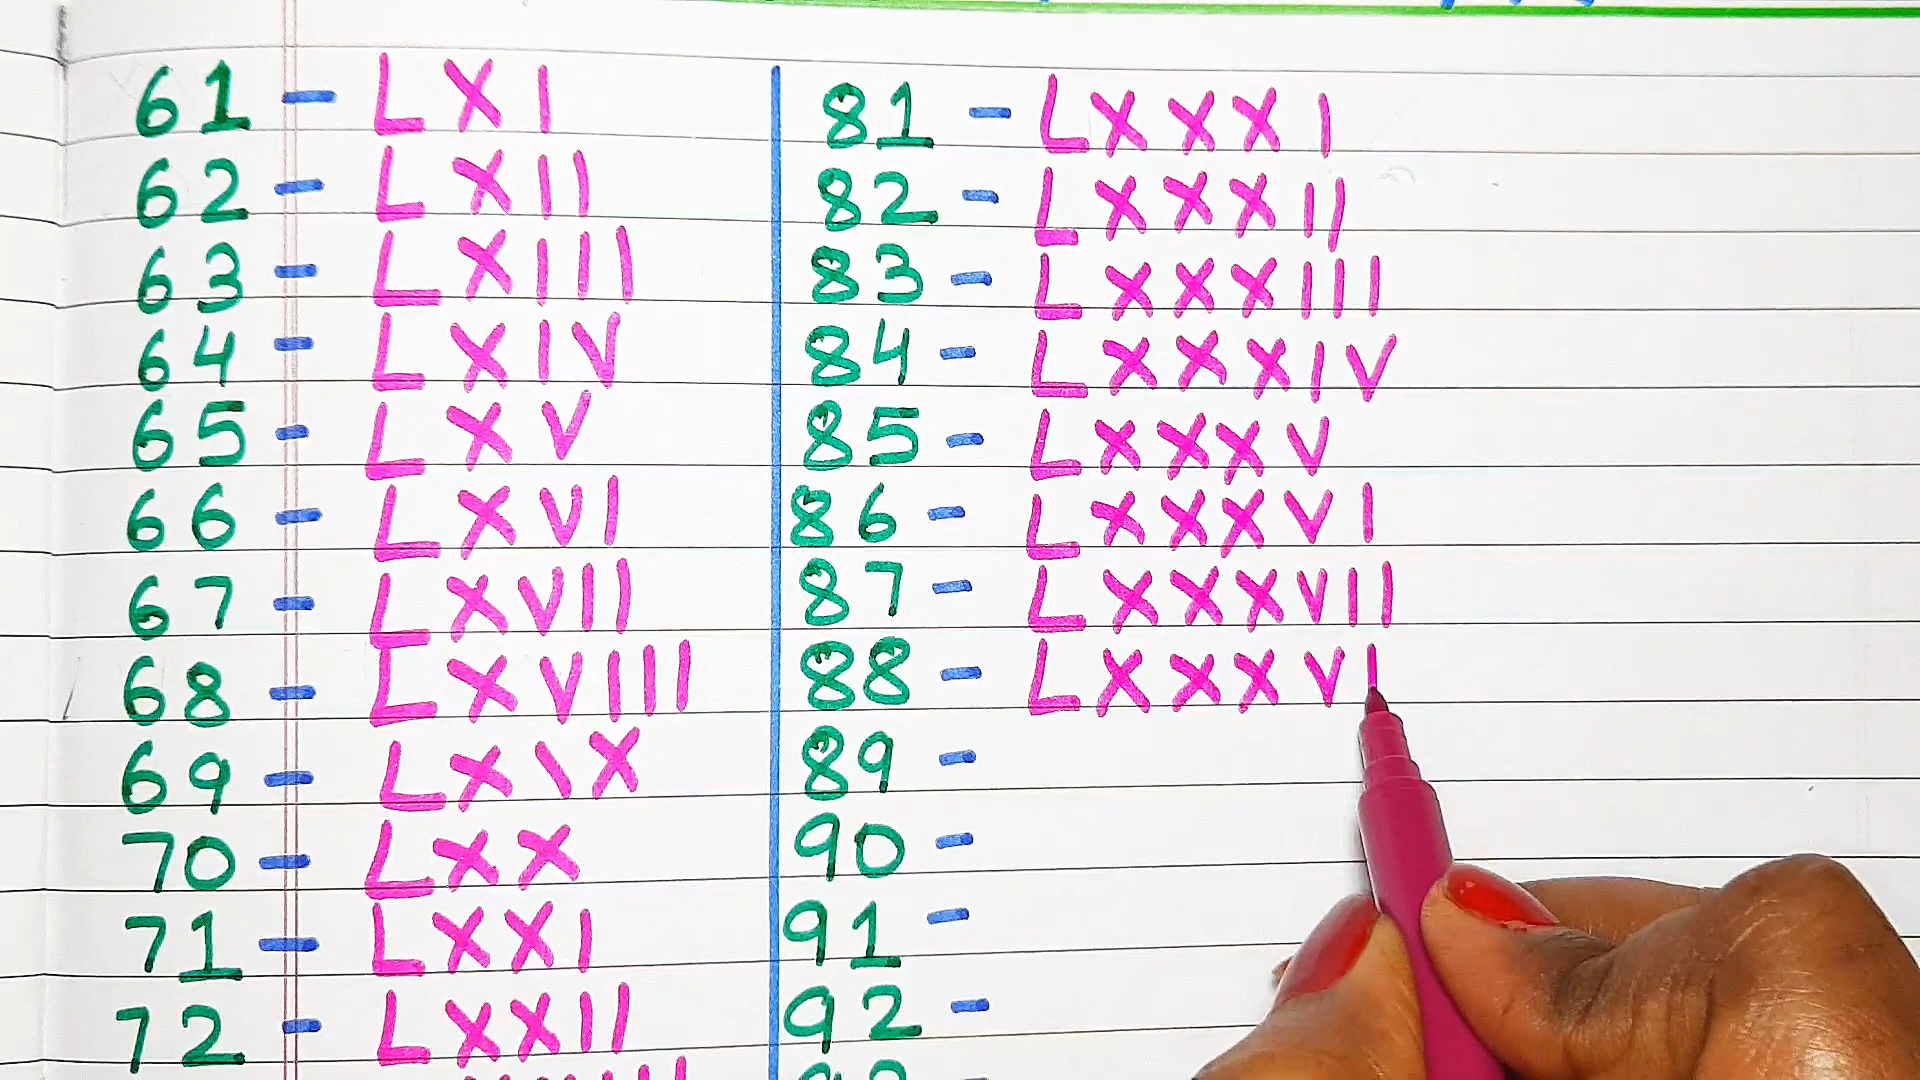 61 - LXI
62 - LXII
63 - LXIII
64 - LXIV
65 - LXV
66 - LXVI
67 - LXVII
68 - LXVIII
69 - LXIX
70 - LXX
71 - LXXI
72 - LXXII
81 - LXXXI
82 - LXXXII
83 - LXXXIII
84 - LXXXIV
85 - LXXXV
86 - LXXXVI
87 - LXXXVII
88 - LXXXVI
89 -
90 -
91 -
92 -